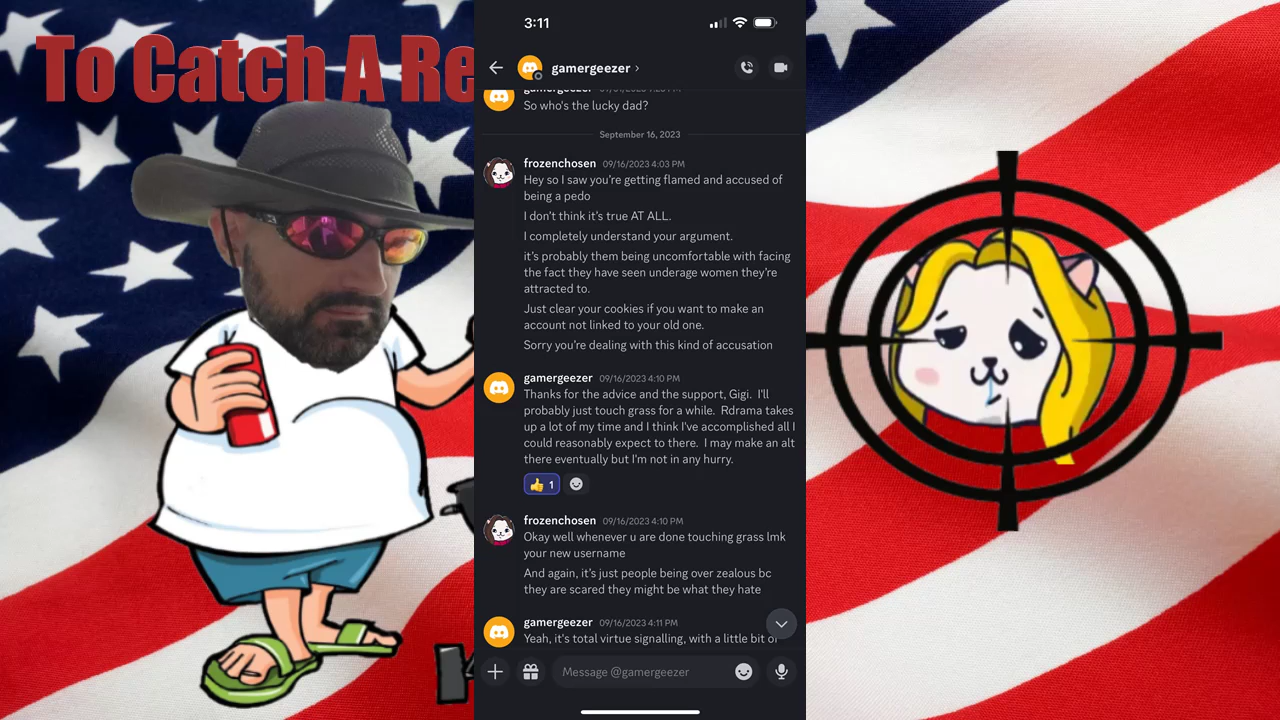 To Catch A Re
3:11
gamergeezer ›
So who's the lucky dad?
September 16, 2023
frozenchosen 09/16/2023 4:03 PM
Hey so I saw you're getting flamed and accused of
being a pedo
I don't think it's true AT ALL.
I completely understand your argument.
it's probably them being uncomfortable with facing
the fact they have seen underage women they're
attracted to.
Just clear your cookies if you want to make an
account not linked to your old one.
Sorry you're dealing with this kind of accusation
gamergeezer 09/16/2023 4:10 PM
Thanks for the advice and the support, Gigi. I'll
probably just touch grass for a while. Rdrama takes
up a lot of my time and I think I've accomplished all I
could reasonably expect to there. I may make an alt
there eventually but I'm not in any hurry.
👍 1
frozenchosen 09/16/2023 4:10 PM
Okay well whenever u are done touching grass lmk
your new username
And again, it's just people being over zealous bc
they are scared they might be what they hate
gamergeezer 09/16/2023 4:11 PM
Yeah, it's total virtue signalling, with a little bit of
Message @gamergeezer